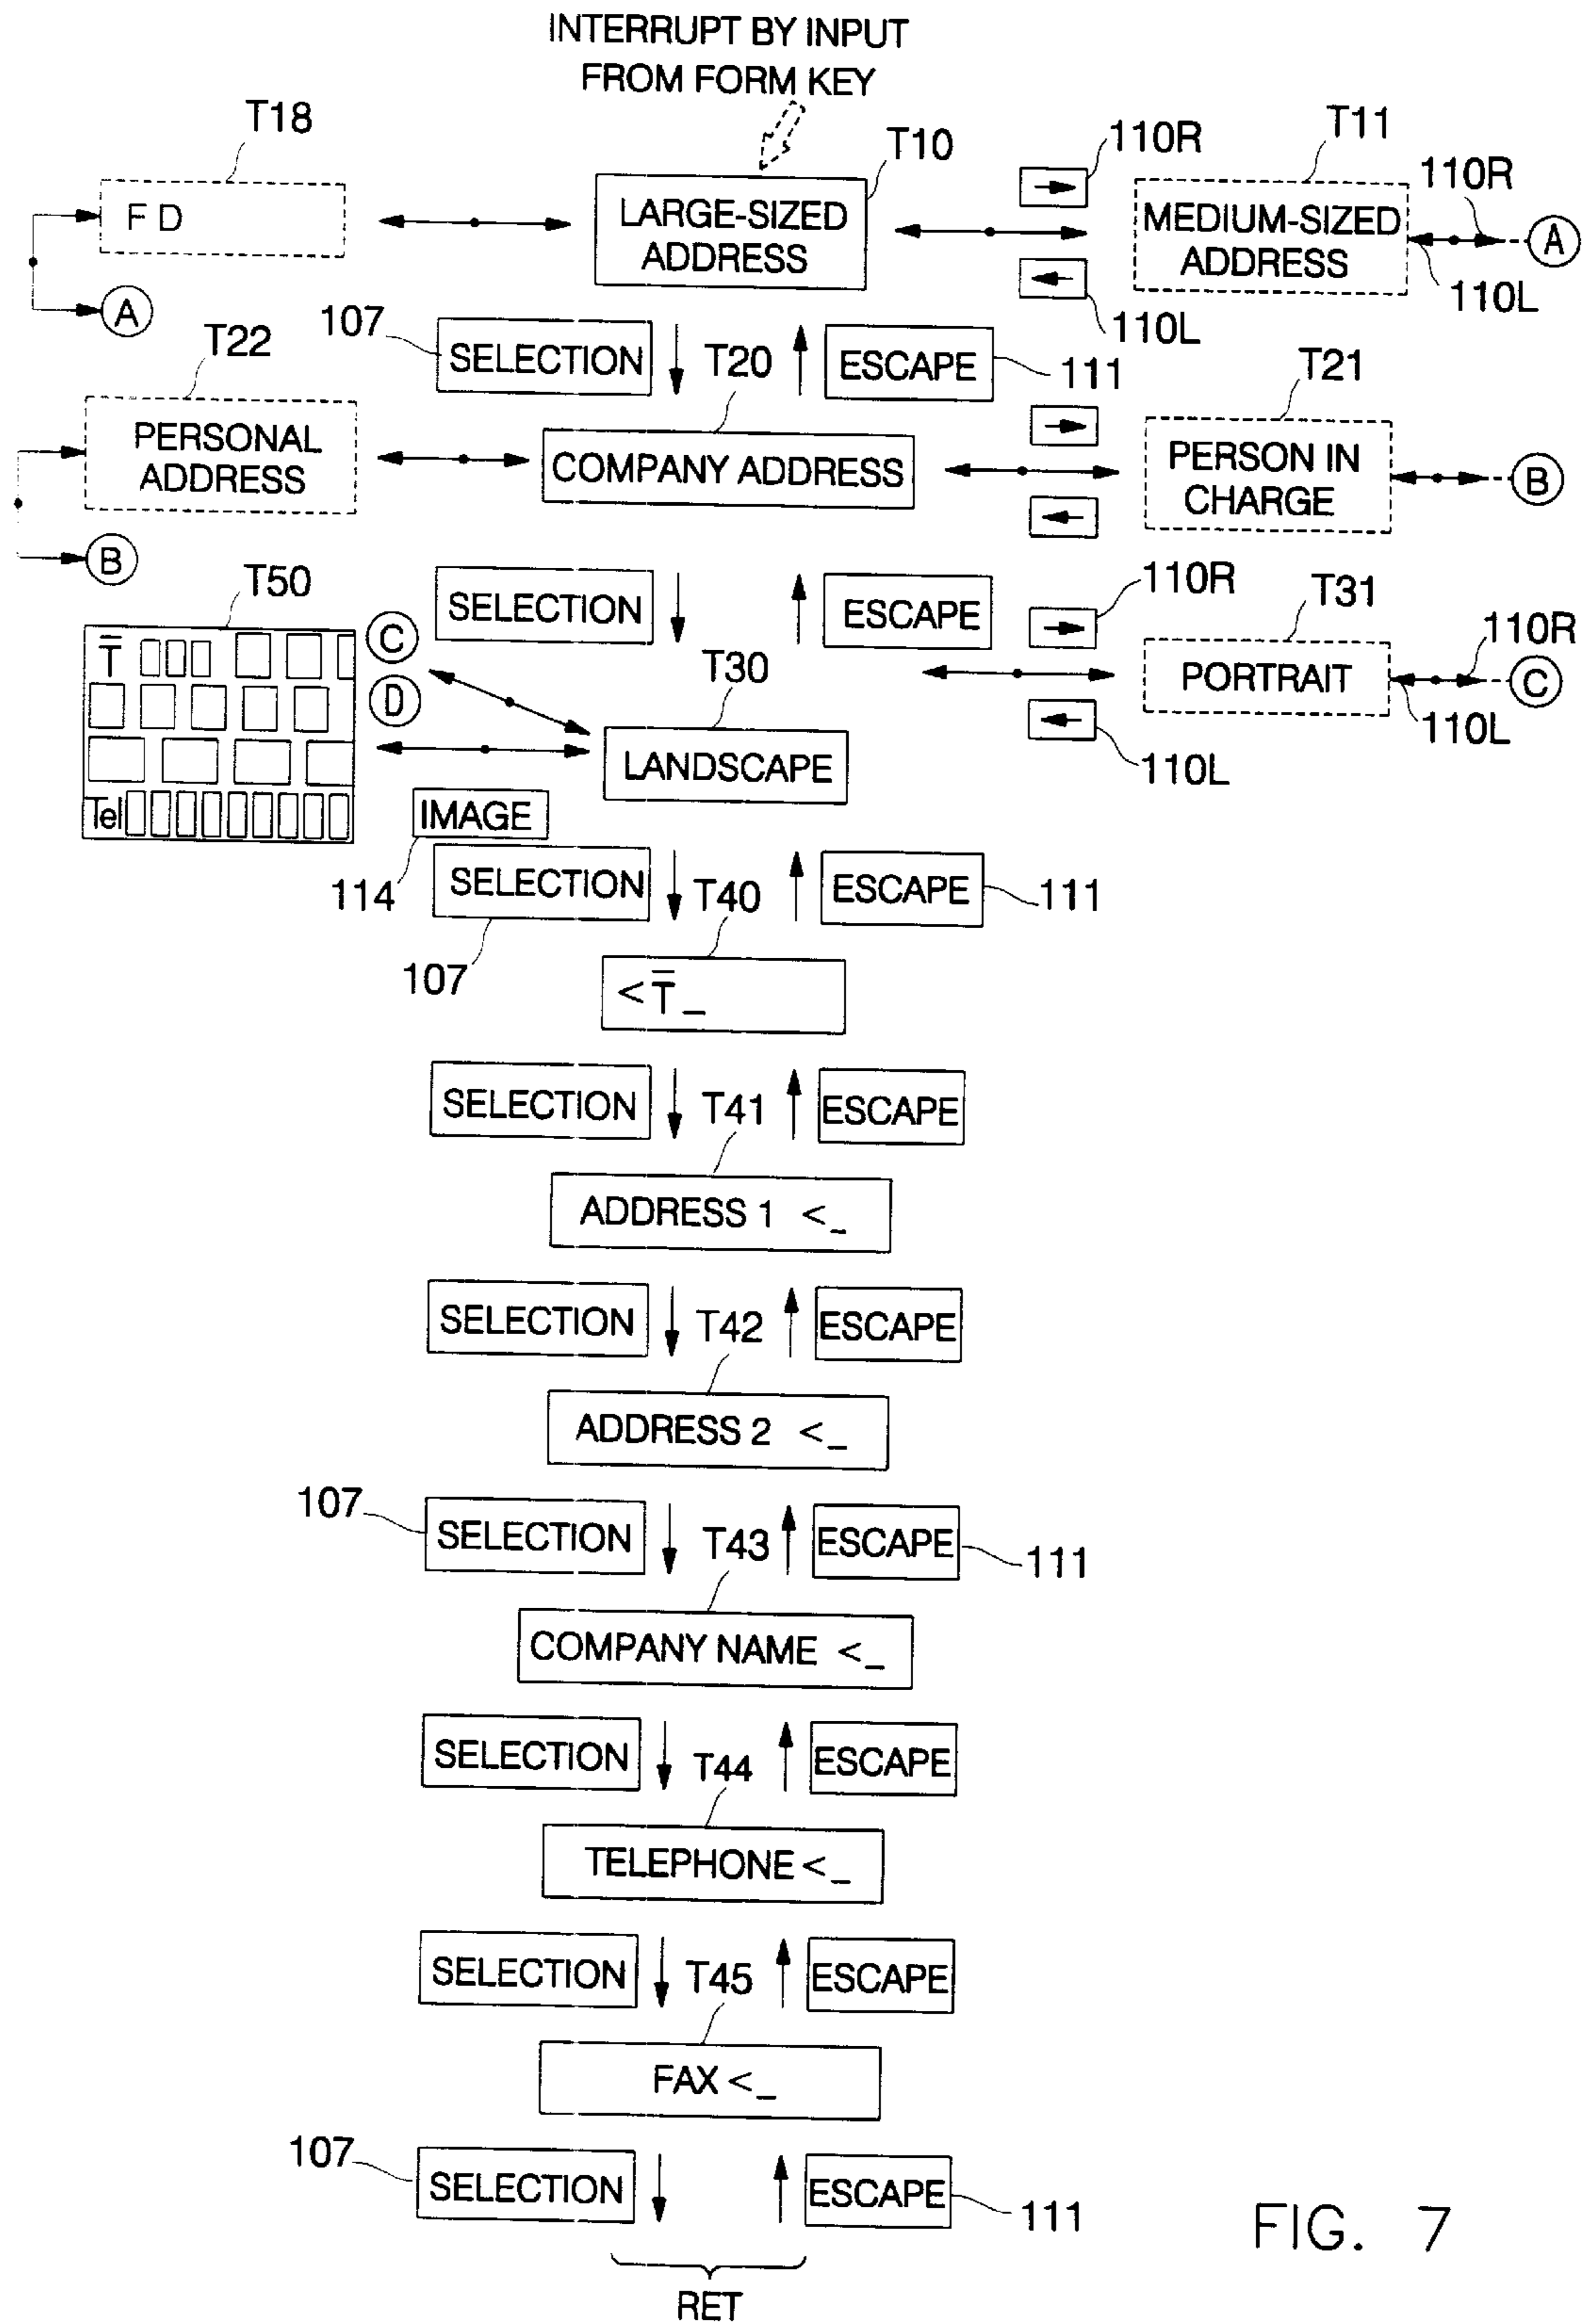 INTERRUPT BY INPUT
FROM FORM KEY
T18
T10
110R
T11
110R
FD
LARGE-SIZED
ADDRESS
→
MEDIUM-SIZED
ADDRESS
A
A
←
110L
110L
107
SELECTION
T20
ESCAPE
111
T22
T21
PERSONAL
ADDRESS
COMPANY ADDRESS
→
PERSON IN
CHARGE
B
←
B
T50
SELECTION
ESCAPE
110R
T31
C
T30
→
110R
D
PORTRAIT
C
LANDSCAPE
←
110L
110L
Tel
IMAGE
114
SELECTION
T40
ESCAPE
111
107
< T _
SELECTION
T41
ESCAPE
ADDRESS 1 <_
SELECTION
T42
ESCAPE
ADDRESS 2 <_
107
SELECTION
T43
ESCAPE
111
COMPANY NAME <_
SELECTION
T44
ESCAPE
TELEPHONE <_
SELECTION
T45
ESCAPE
FAX <_
107
SELECTION
ESCAPE
111
RET
FIG. 7